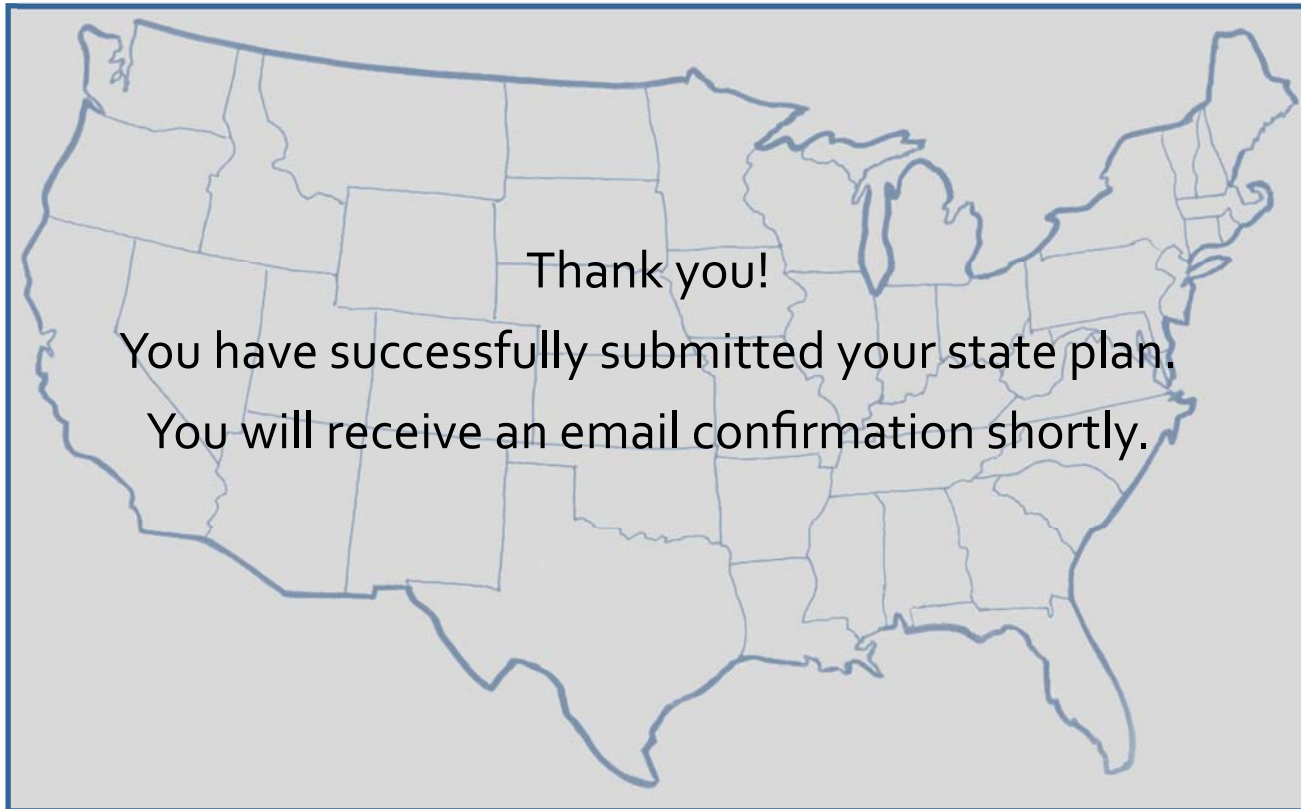 Thank you!
You have successfully submitted your state plan.
You will receive an email confirmation shortly.